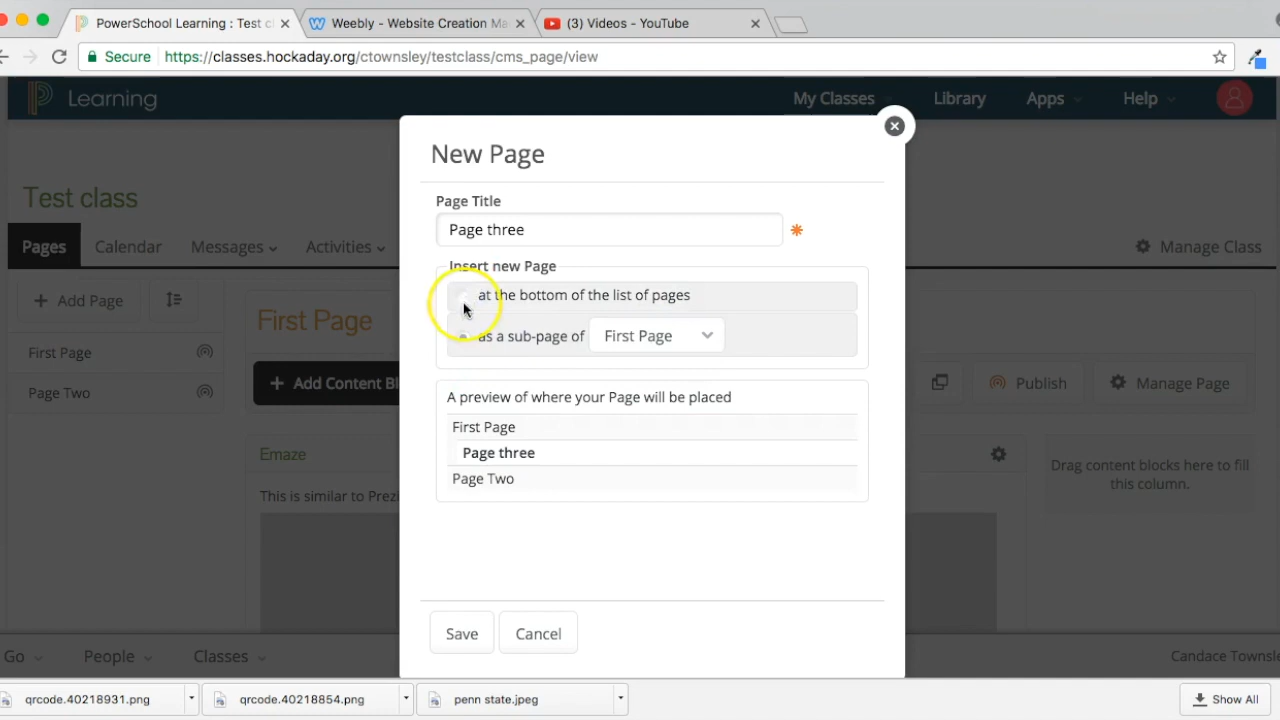 PowerSchool Learning : Test c
Weebly - Website Creation Ma
(3) Videos - YouTube
Secure https://classes.hockaday.org/ctownsley/testclass/cms_page/view
Learning
My Classes Library Apps Help
Test class
Pages Calendar Messages Activities
Manage Class
Add Page
First Page
Page Two
First Page
Add Content Bl
Publish
Manage Page
Emaze
This is similar to Prezi
Drag content blocks here to fill
this column.
New Page
Page Title
Page three
Insert new Page
at the bottom of the list of pages
as a sub-page of First Page
A preview of where your Page will be placed
First Page
Page three
Page Two
Save Cancel
Go People Classes
Candace Townsle
qrcode.40218931.png qrcode.40218854.png penn state.jpeg Show All